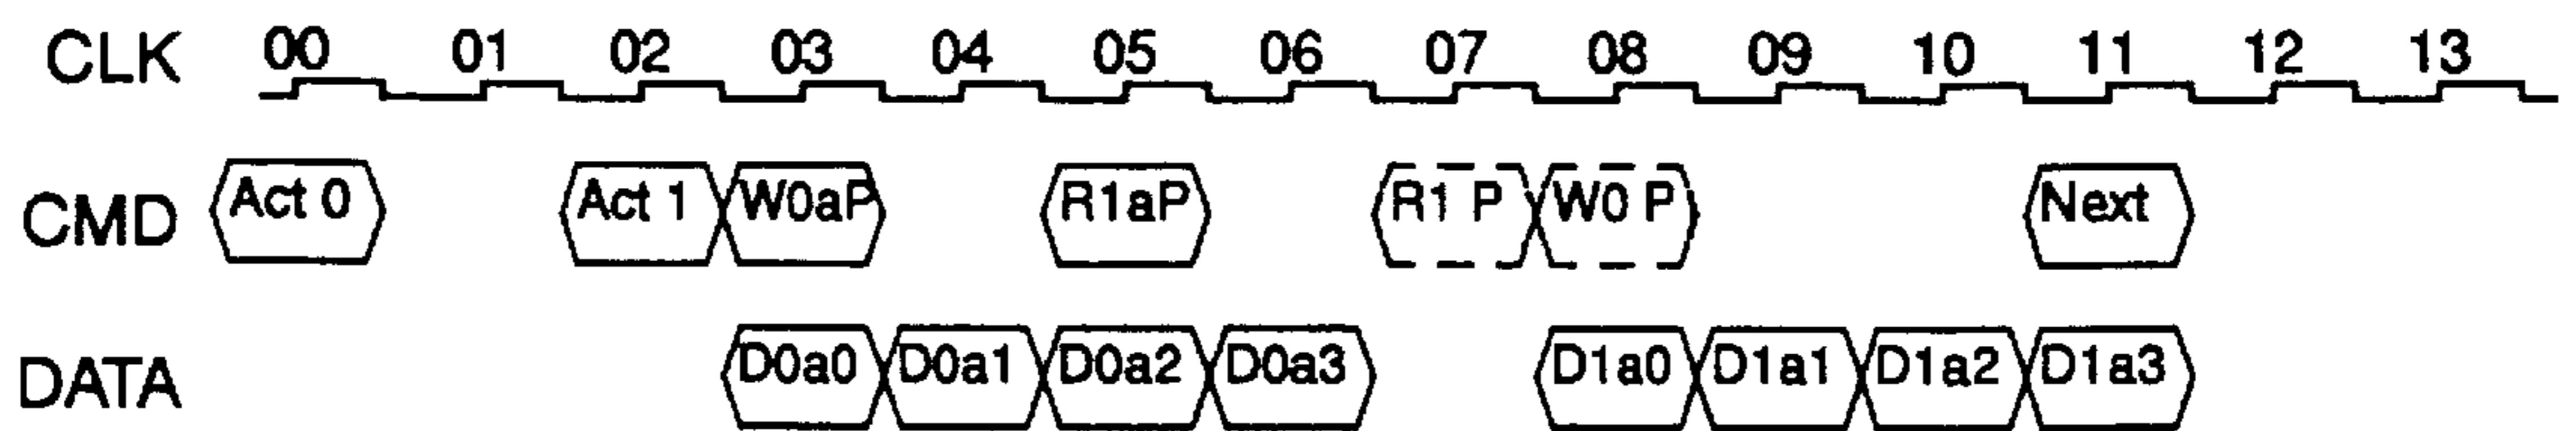 CLK 00 01 02 03 04 05 06 07 08 09 10 11 12 13
CMD Act 0 Act 1 W0aP R1aP R1 P W0 P Next
DATA D0a0 D0a1 D0a2 D0a3 D1a0 D1a1 D1a2 D1a3